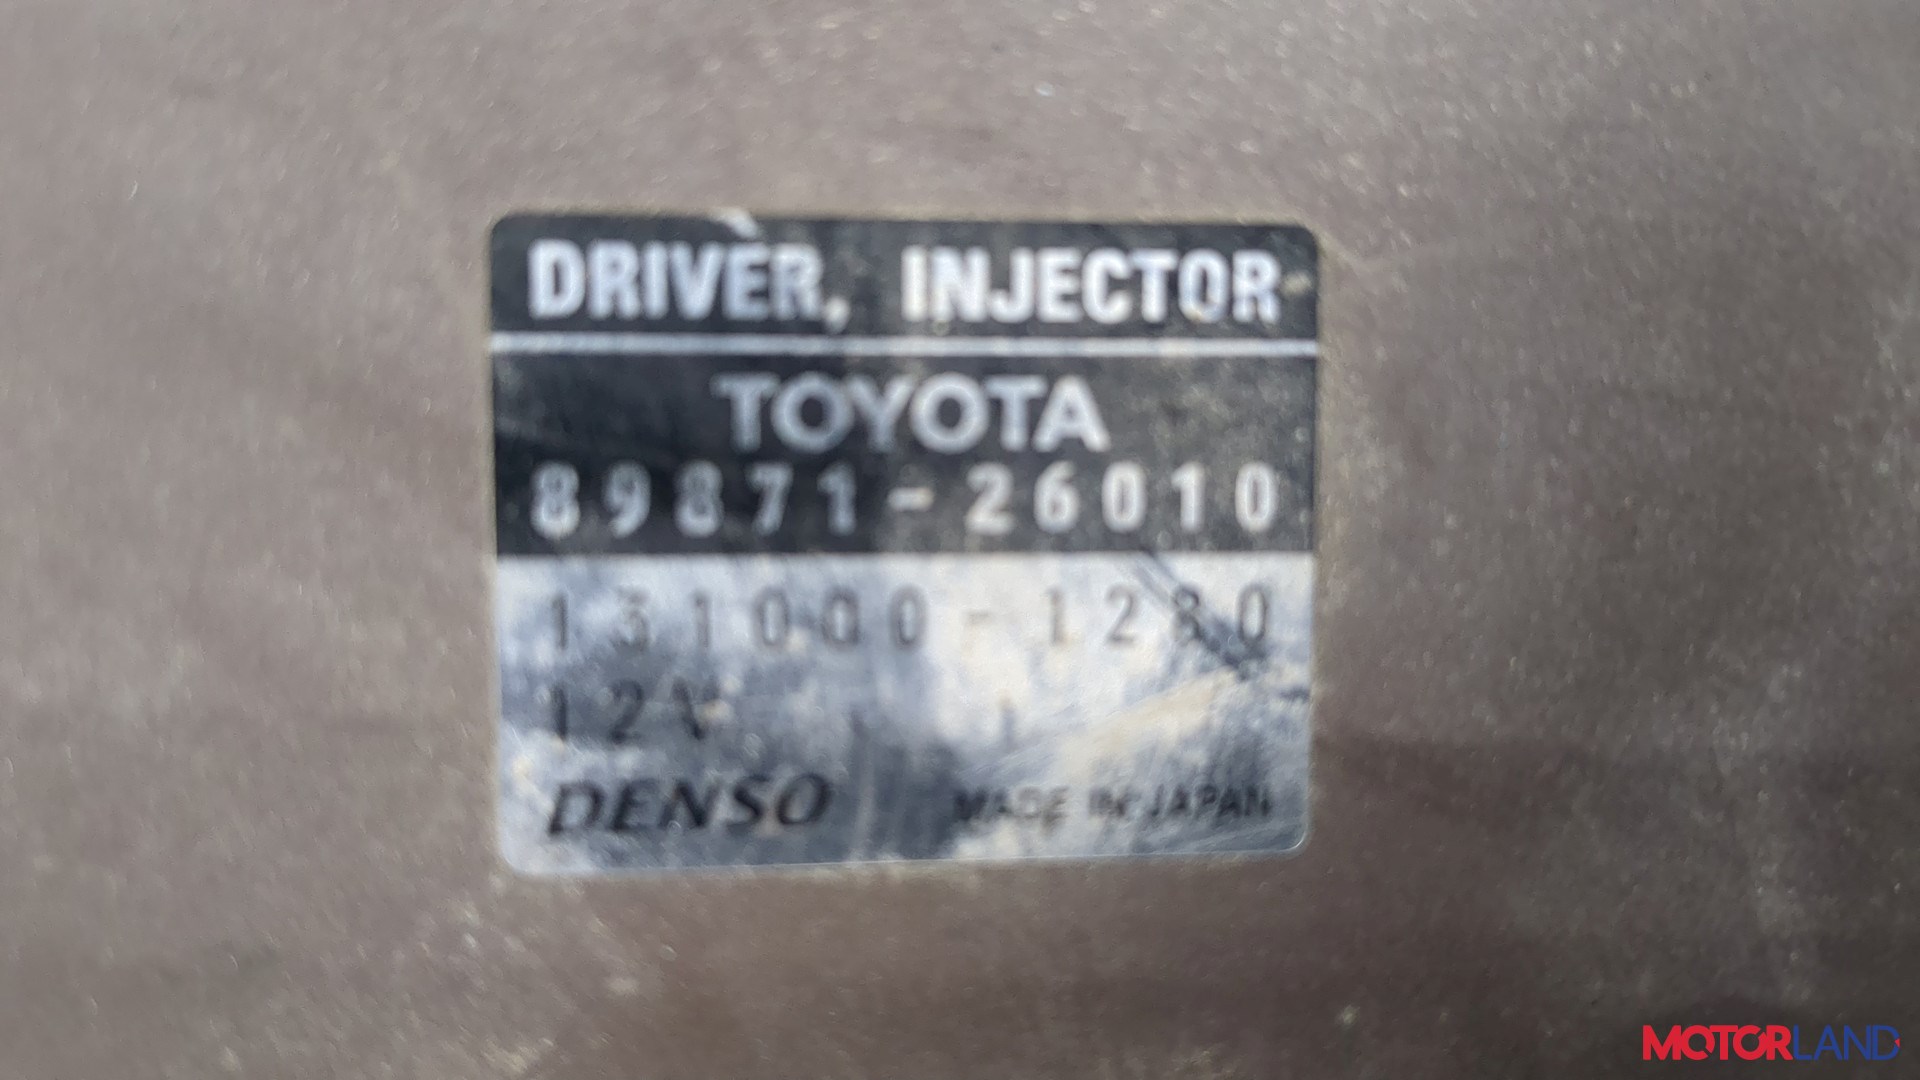 DRIVER, INJECTOR
TOYOTA
89871-26010
131000-1280
12V
DENSO MADE IN JAPAN
MOTORLAND